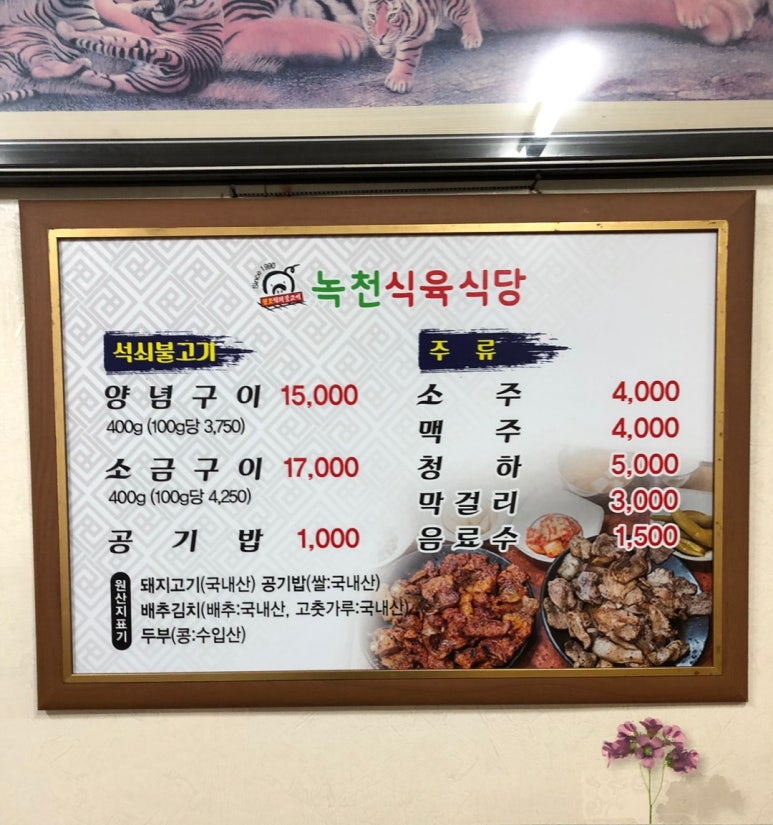 Since 1990
녹천식육식당
석쇠불고기
양념구이 15,000
400g (100g당 3,750)
소금구이 17,000
400g (100g당 4,250)
공기밥 1,000
주류
소주 4,000
맥주 4,000
청하 5,000
막걸리 3,000
음료수 1,500
원산지표기
돼지고기(국내산) 공기밥(쌀:국내산)
배추김치(배추:국내산, 고춧가루:국내산)
두부(콩:수입산)